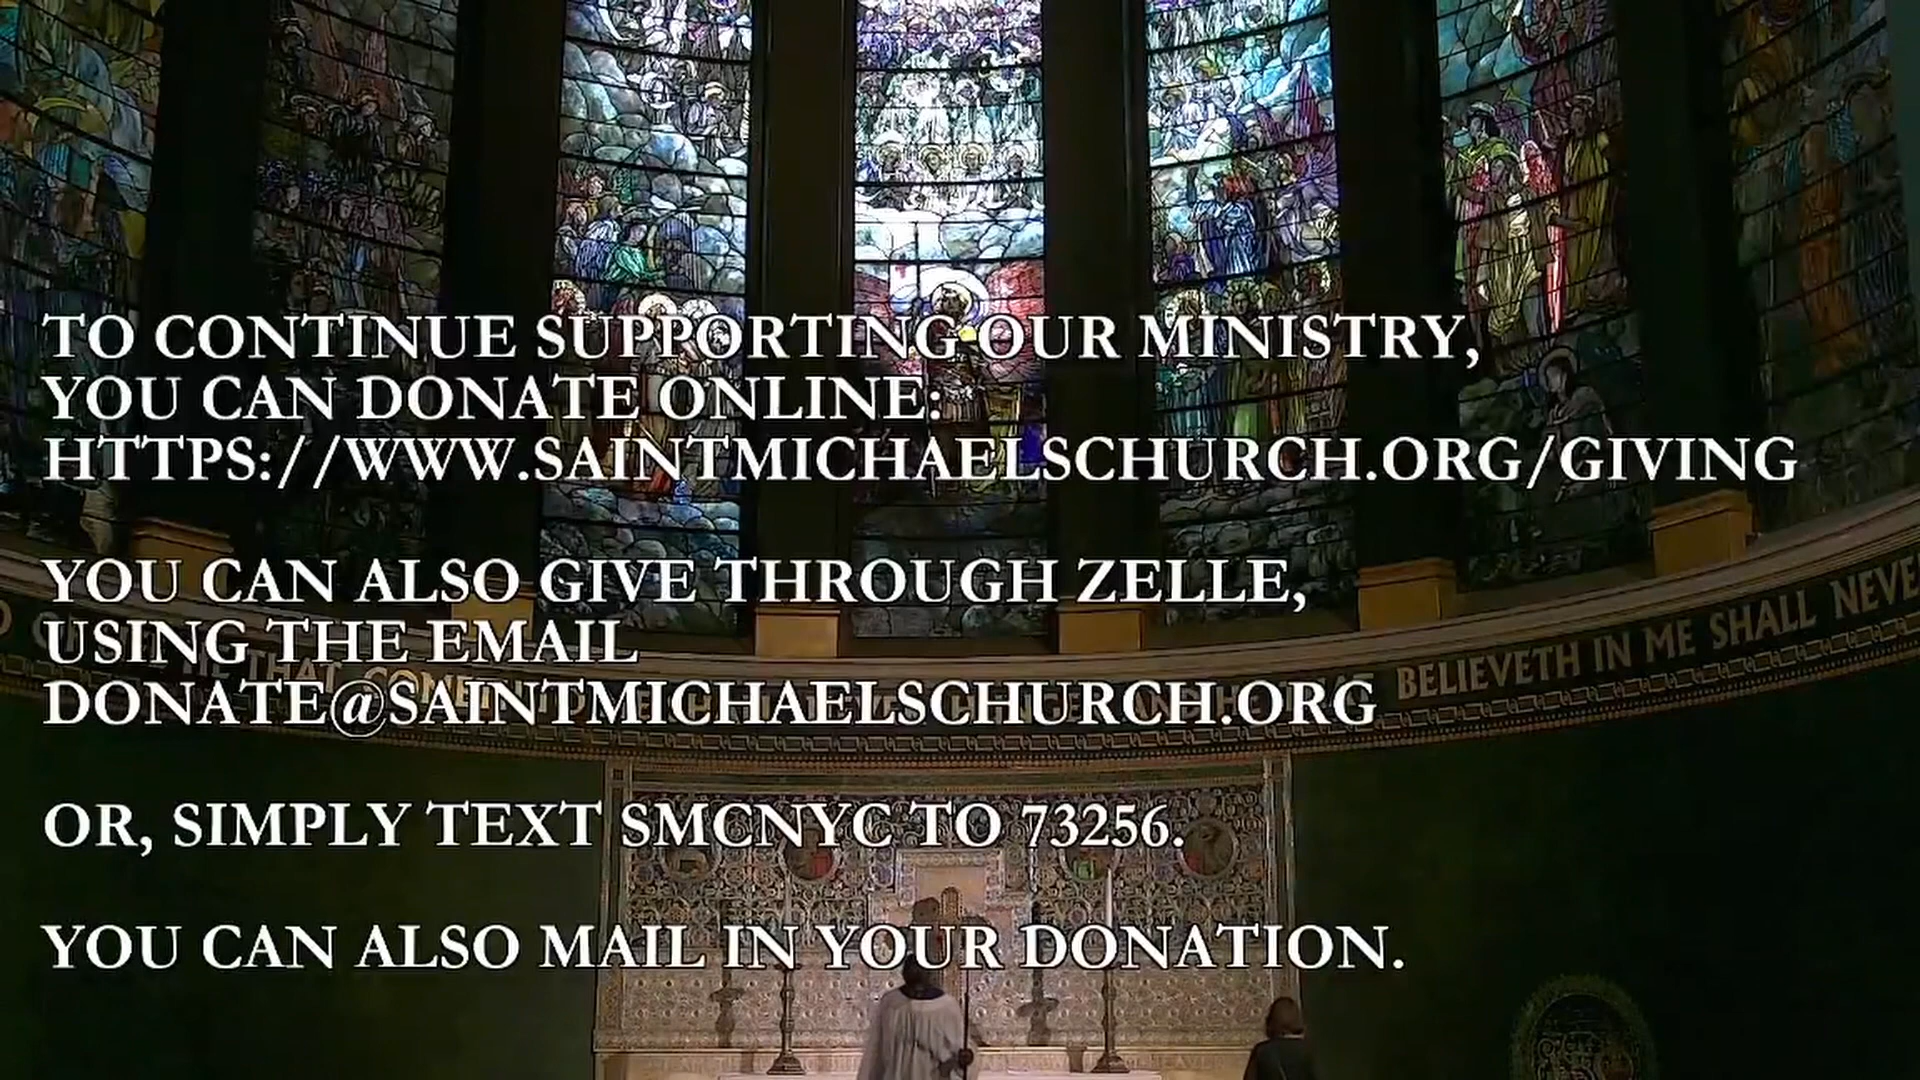 TO CONTINUE SUPPORTING OUR MINISTRY,
YOU CAN DONATE ONLINE:
HTTPS://WWW.SAINTMICHAELSCHURCH.ORG/GIVING
YOU CAN ALSO GIVE THROUGH ZELLE,
USING THE EMAIL
DONATE@SAINTMICHAELSCHURCH.ORG
OR, SIMPLY TEXT SMCNYC TO 73256.
YOU CAN ALSO MAIL IN YOUR DONATION.
BELIEVETH IN ME SHALL NEVE